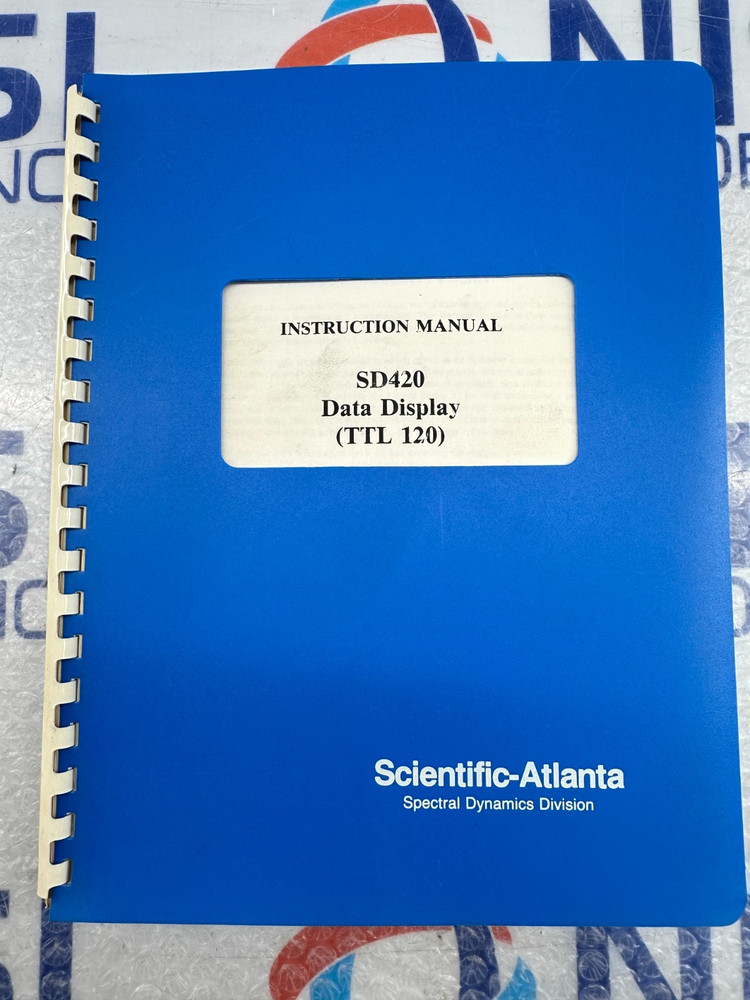 INSTRUCTION MANUAL
SD420
Data Display
(TTL 120)
Scientific-Atlanta
Spectral Dynamics Division